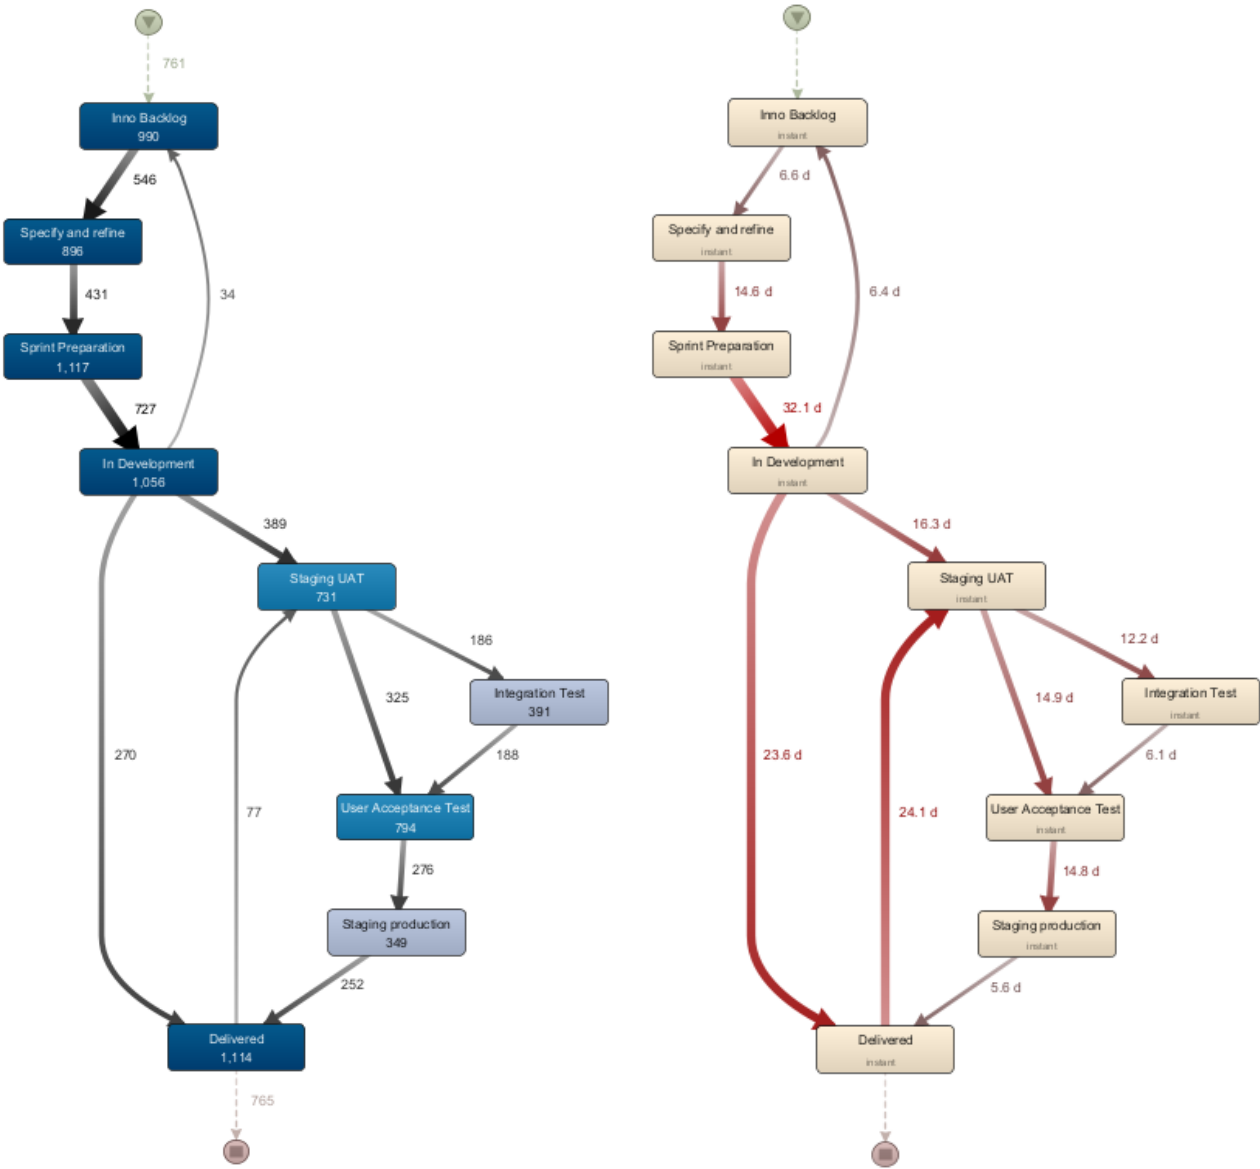 761
Inno Backlog
990
546
Specify and refine
896
431
34
Sprint Preparation
1,117
727
In Development
1,056
389
Staging UAT
731
186
Integration Test
391
325
188
270
77
User Acceptance Test
794
276
Staging production
349
252
Delivered
1,114
765
Inno Backlog
instant
6.6 d
Specify and refine
instant
14.6 d
6.4 d
Sprint Preparation
instant
32.1 d
In Development
instant
16.3 d
Staging UAT
instant
12.2 d
Integration Test
instant
14.9 d
6.1 d
23.6 d
24.1 d
User Acceptance Test
instant
14.8 d
Staging production
instant
5.6 d
Delivered
instant